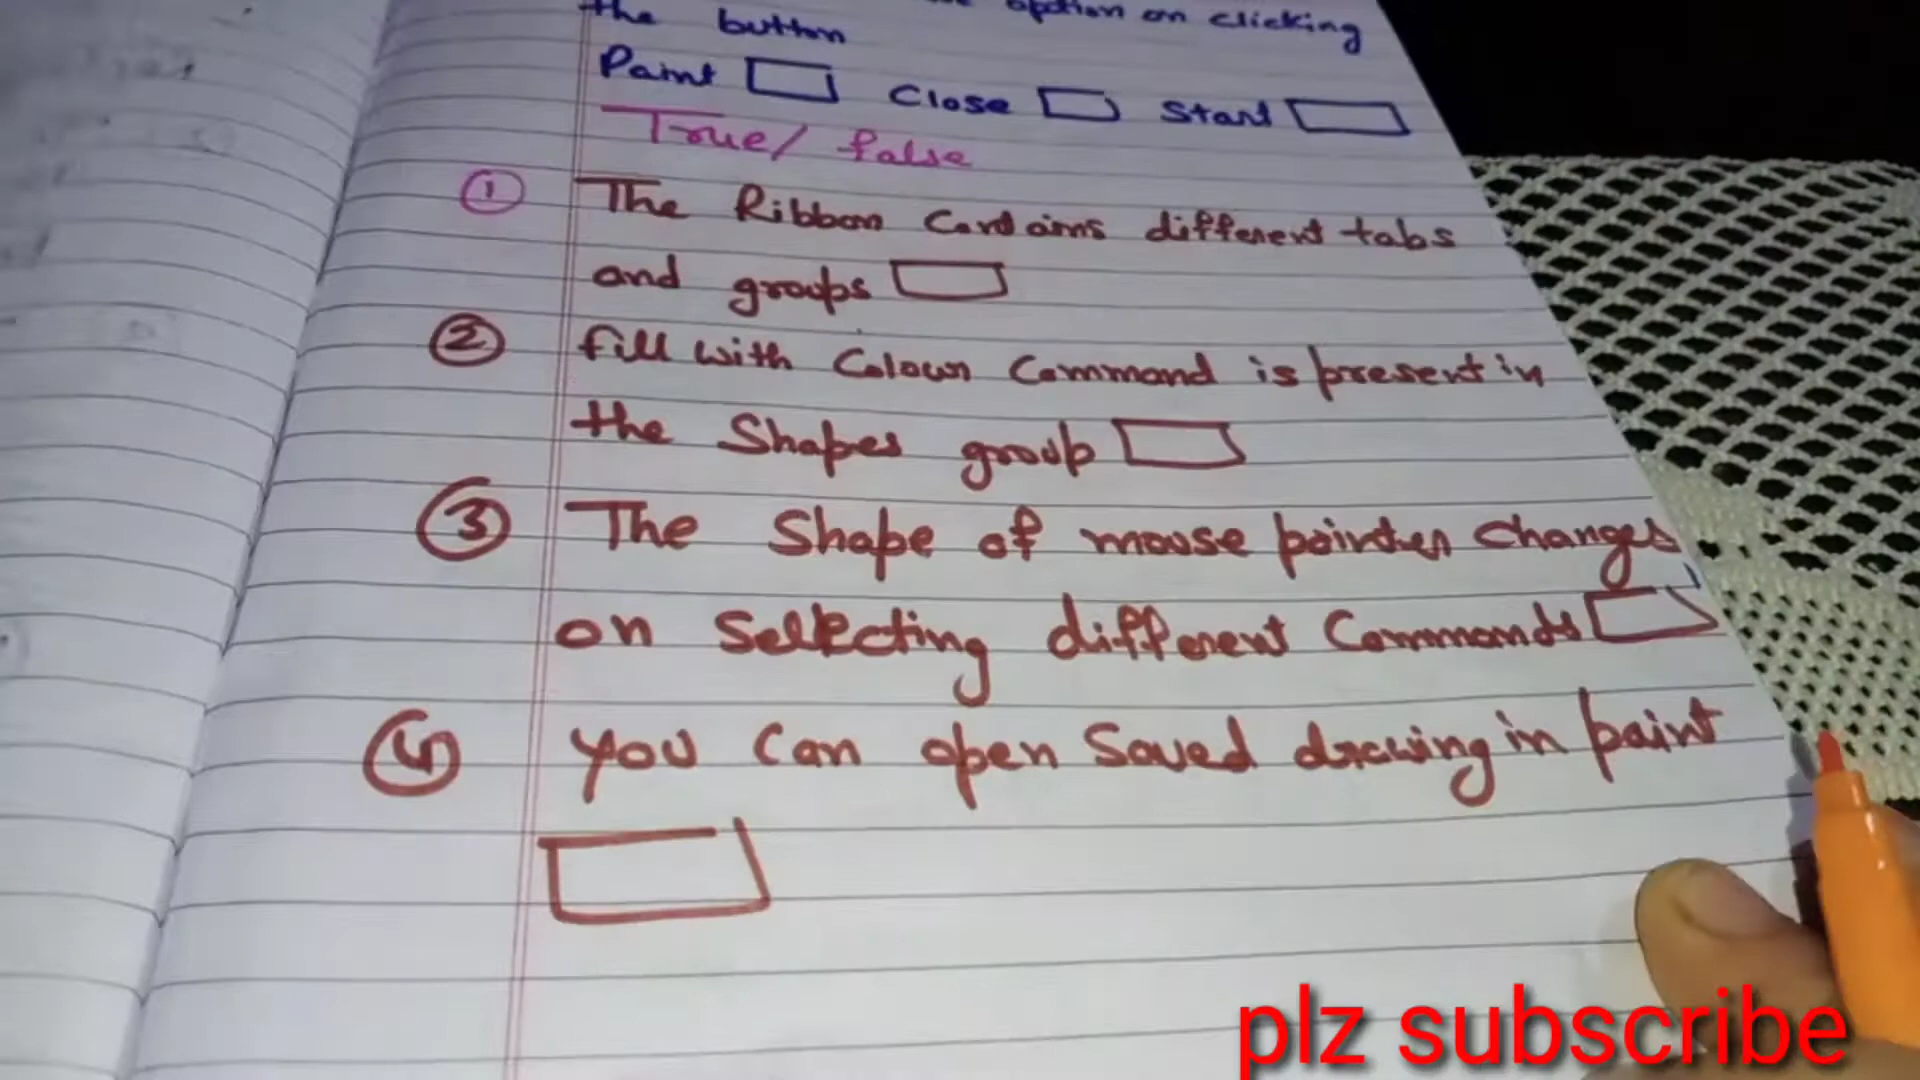 option on clicking
the button
Paint Close Start
True/ false
① The Ribbon Contains different tabs
and groups
② fill with Colour Command is present in
the Shapes group
③ The Shape of mouse pointer changes
on selecting different Commands
④ you Can open Saved drawing in paint
plz subscribe